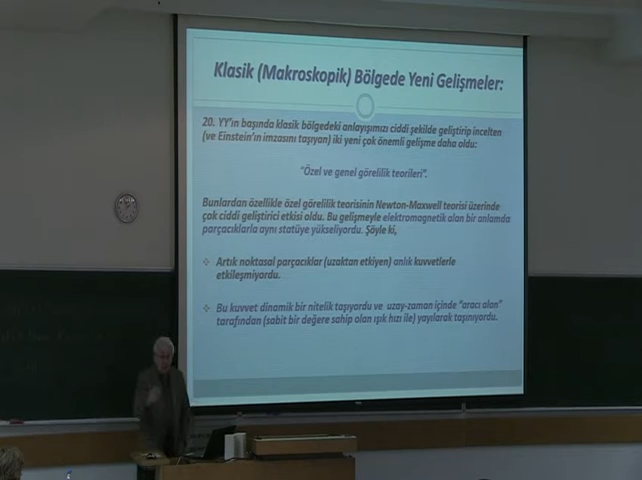 Klasik (Makroskopik) Bölgede Yeni Gelişmeler:
20. YY'ın başında klasik bölgedeki anlayışımızı ciddi şekilde geliştirip incelten
(ve Einstein'ın imzasını taşıyan) iki yeni çok önemli gelişme daha oldu:
"Özel ve genel görelilik teorileri".
Bunlardan özellikle özel görelilik teorisinin Newton-Maxwell teorisi üzerinde
çok ciddi geliştirici etkisi oldu. Bu gelişmeyle elektromagnetik alan bir anlamda
parçacıklarla aynı statüye yükseliyordu. Şöyle ki,
Artık noktasal parçacıklar (uzaktan etkiyen) anlık kuvvetlerle
etkileşmiyordu.
Bu kuvvet dinamik bir nitelik taşıyordu ve uzay-zaman içinde "aracı alan"
tarafından (sabit bir değere sahip olan ışık hızı ile) yayılarak taşınıyordu.